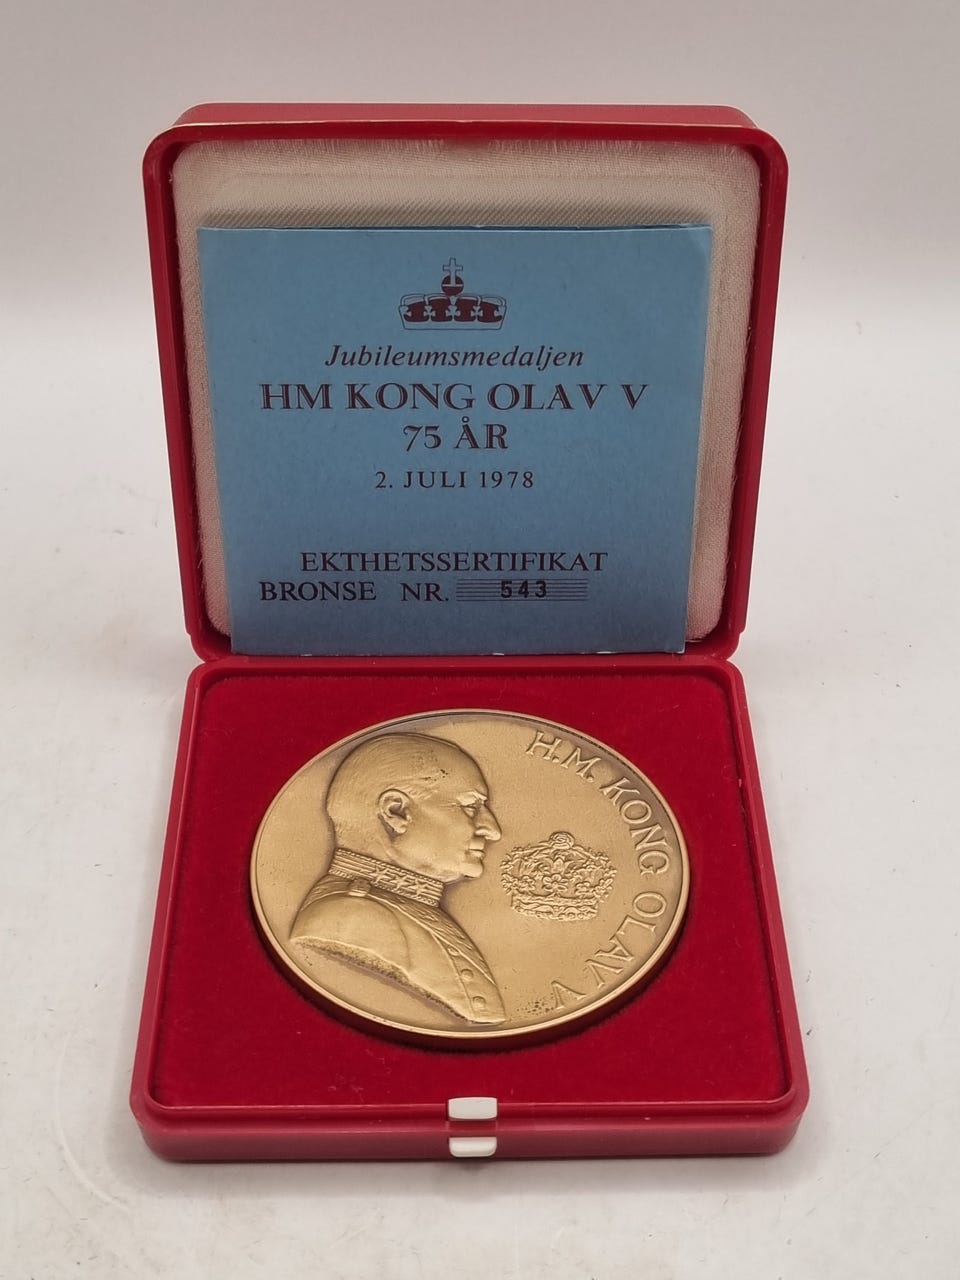 Jubileumsmedaljen
HM KONG OLAV V
75 ÅR
2. JULI 1978
EKTHETSSERTIFIKAT
BRONSE NR. 543
H.M. KONG OLAV V